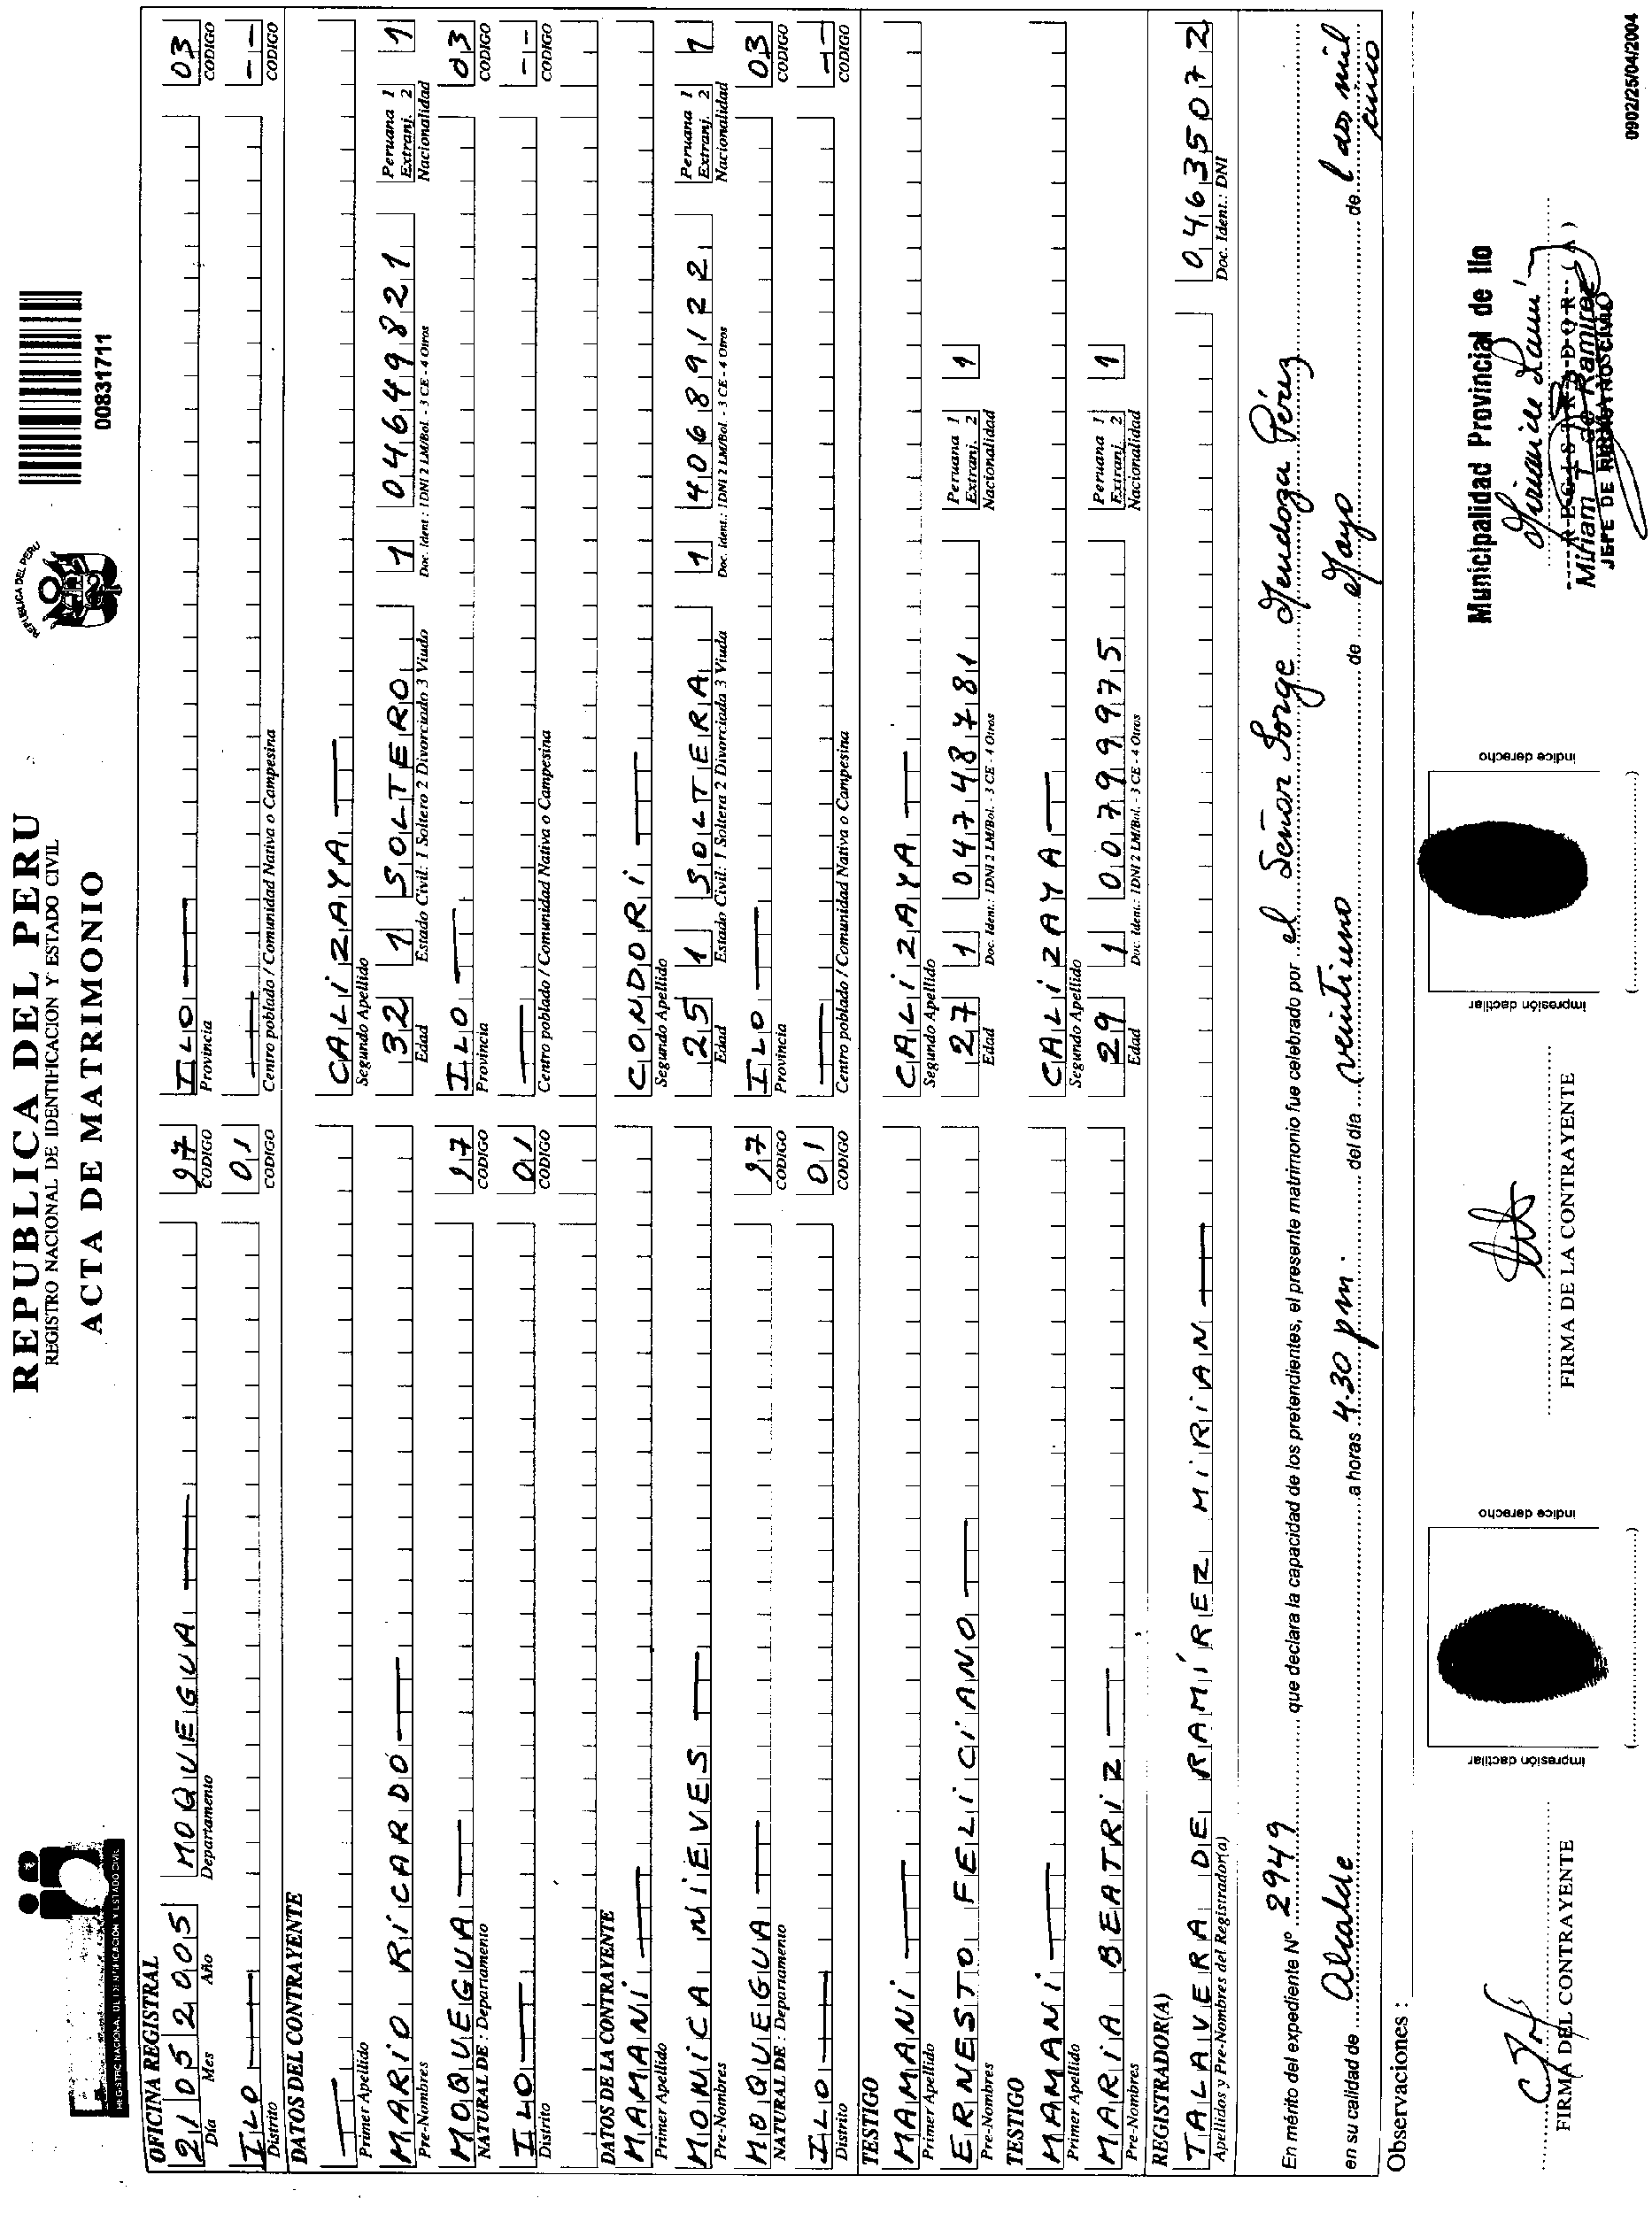 REPUBLICA DEL PERU
REGISTRO NACIONAL DE IDENTIFICACION Y ESTADO CIVIL
ACTA DE MATRIMONIO
REPUBLICA DEL PERU
00831711
OFICINA REGISTRAL
21 05 2005 MOQUEGUA 17 ILO 03
Día Mes Año Departamento CODIGO Provincia CODIGO
ILO 01 --
Distrito CODIGO Centro poblado / Comunidad Nativa o Campesina CODIGO
DATOS DEL CONTRAYENTE
CALIZAYA
Primer Apellido Segundo Apellido
MARIO RICARDO 32 1 SOLTERO 1 04649821 Peruana 1 Extranj. 2 1
Pre-Nombres Edad Estado Civil: 1 Soltero 2 Divorciado 3 Viudo Doc. Ident: 1DNI 2 LM/Bol. - 3 CE - 4 Otros Nacionalidad
MOQUEGUA 17 ILO 03
NATURAL DE : Departamento CODIGO Provincia CODIGO
ILO 01 --
Distrito CODIGO Centro poblado / Comunidad Nativa o Campesina CODIGO
DATOS DE LA CONTRAYENTE
MAMANI CONDORI
Primer Apellido Segundo Apellido
MONICA NIEVES 25 1 SOLTERA 1 40689122 Peruana 1 Extranj. 2 1
Pre-Nombres Edad Estado Civil: 1 Soltera 2 Divorciada 3 Viuda Doc. Ident.: 1DNI 2 LM/Bol. - 3 CE - 4 Otros Nacionalidad
MOQUEGUA 17 ILO 03
NATURAL DE : Departamento CODIGO Provincia CODIGO
ILO 01 --
Distrito CODIGO Centro poblado / Comunidad Nativa o Campesina CODIGO
TESTIGO
MAMANI CALIZAYA
Primer Apellido Segundo Apellido
ERNESTO FELICIANO 27 1 04748781 Peruana 1 Extranj. 2 1
Pre-Nombres Edad Doc. Ident.: 1DNI 2 LM/Bol. - 3 CE - 4 Otros Nacionalidad
TESTIGO
MAMANI CALIZAYA
Primer Apellido Segundo Apellido
MARIA BEATRIZ 29 1 00799975 Peruana 1 Extranj. 2 1
Pre-Nombres Edad Doc. Ident.: 1DNI 2 LM/Bol. - 3 CE - 4 Otros Nacionalidad
REGISTRADOR(A)
TALAVERA DE RAMÍREZ MIRIAN 04635072
Apellidos y Pre-Nombres del Registrador(a) Doc. Ident.: DNI
En mérito del expediente Nº 2949 que declara la capacidad de los pretendientes, el presente matrimonio fue celebrado por el Señor Jorge Mendoza Pérez
en su calidad de Alcalde a horas 4.30 pm. del día veintiuno de Mayo de l dos mil cinco
Observaciones :
FIRMA DEL CONTRAYENTE
impresión dactilar
indice derecho
FIRMA DE LA CONTRAYENTE
impresión dactilar
indice derecho
Municipalidad Provincial de Ilo
REGISTRADOR (A)
Miriam T. de Ramirez
JEFE DE
0902/25/04/2004